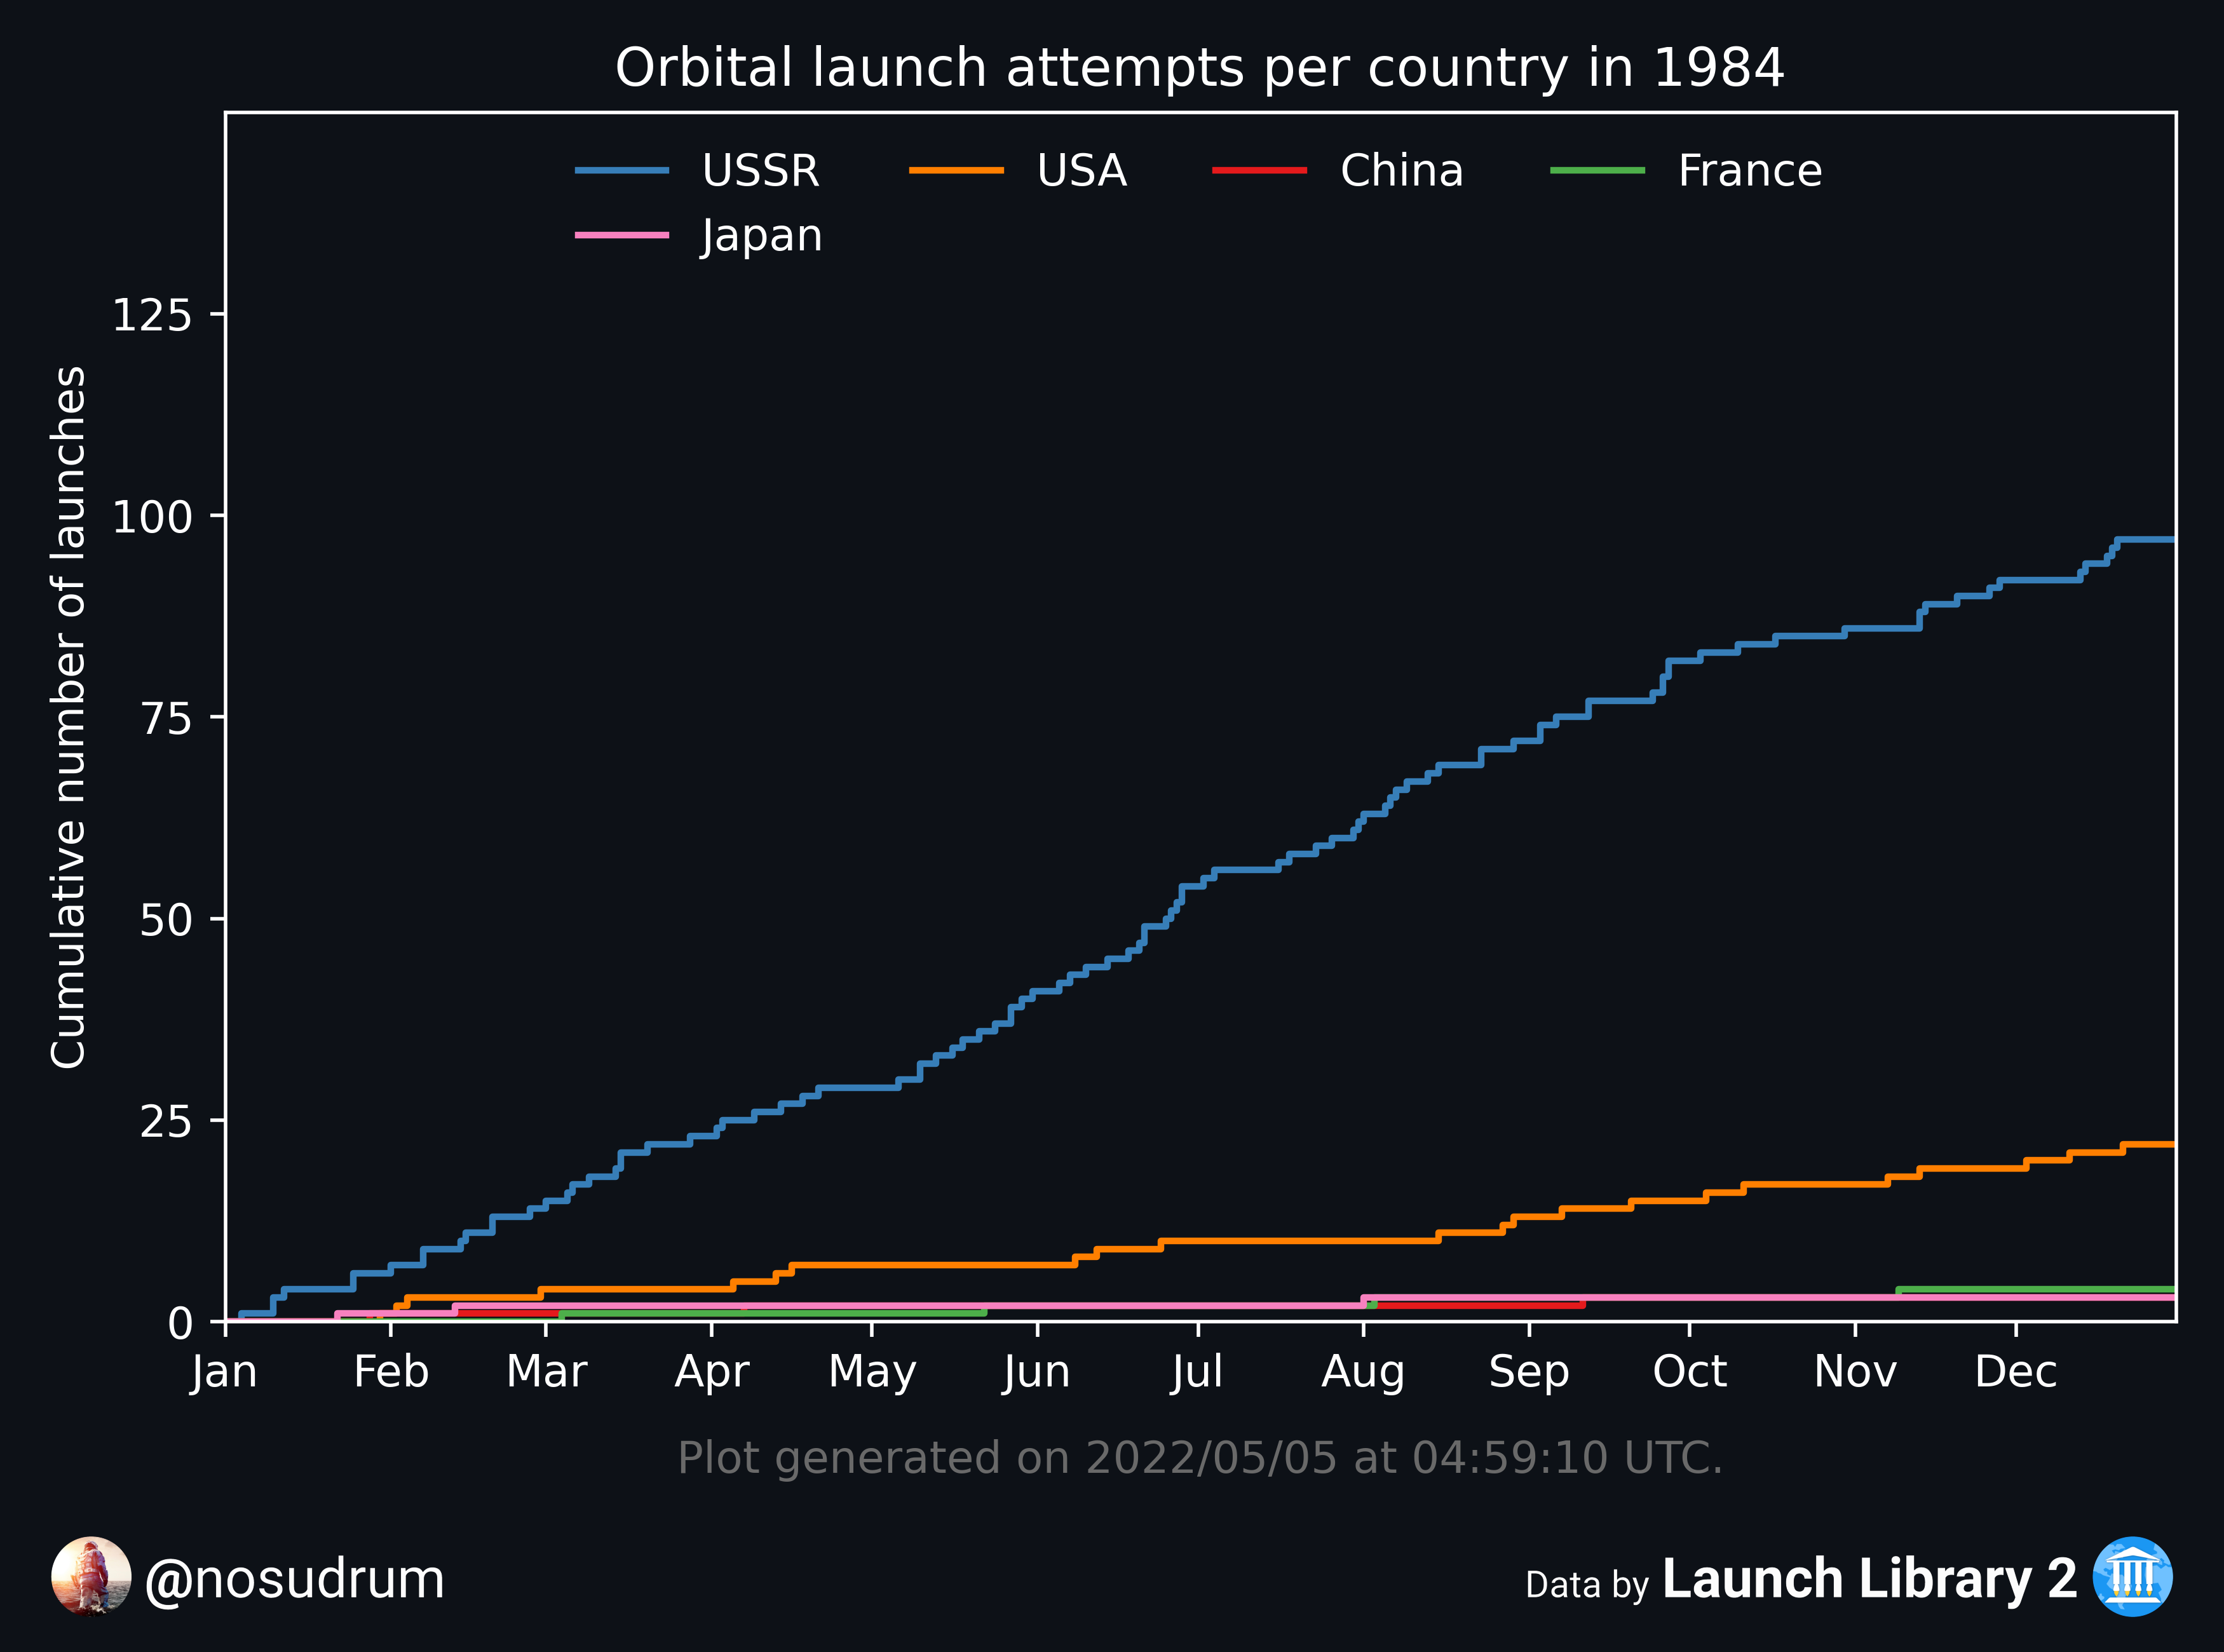 Orbital launch attempts per country in 1984
USSR USA China France
Japan
Cumulative number of launches
125
100
75
50
25
0
Jan Feb Mar Apr May Jun Jul Aug Sep Oct Nov Dec
Plot generated on 2022/05/05 at 04:59:10 UTC.
@nosudrum
Data by Launch Library 2